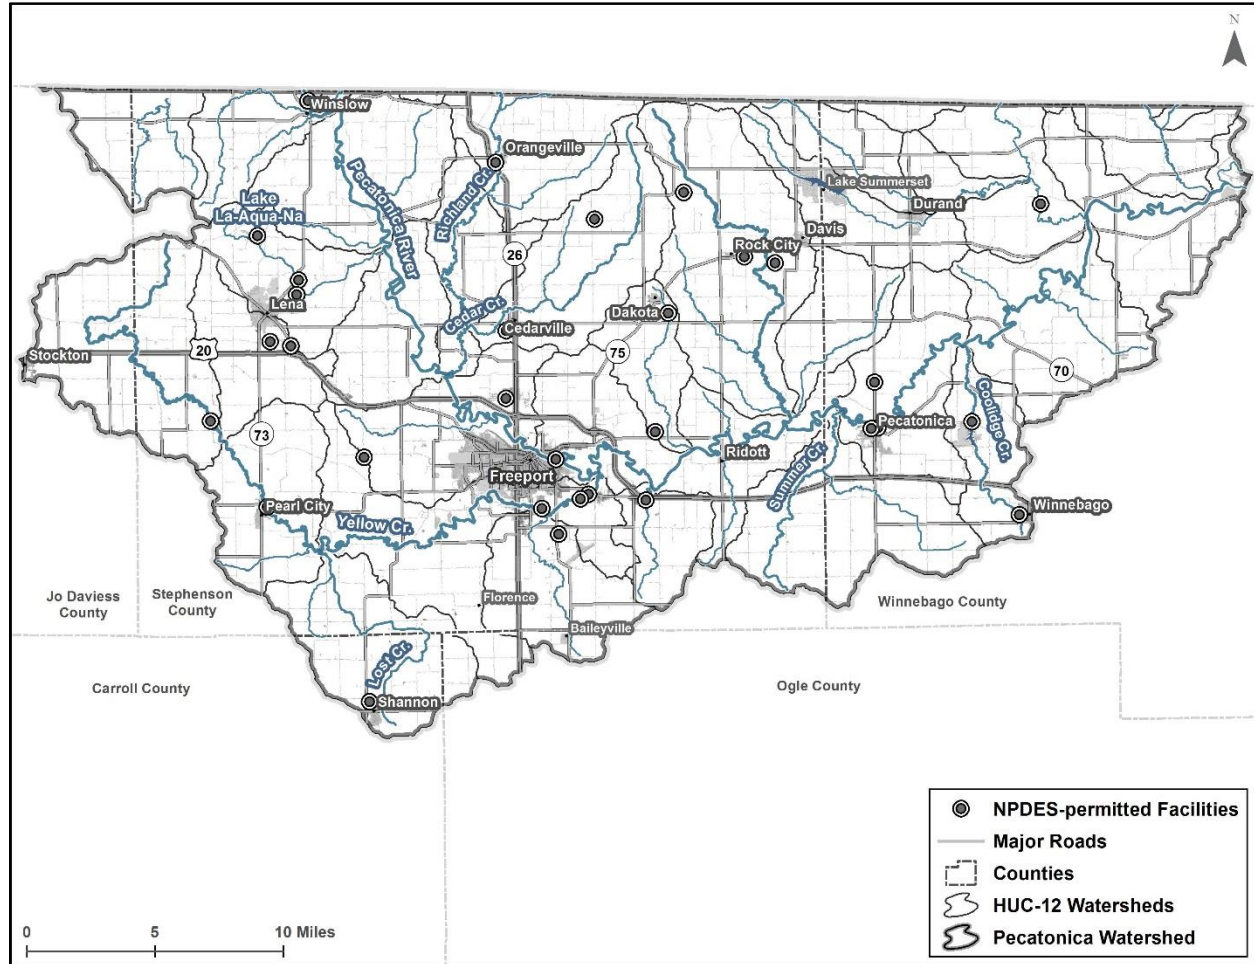 N
Winslow
Orangeville
Pecatonica River
Richland Cr.
Lake
La-Aqua-Na
Lake Summerset
Durand
Davis
Rock City
26
Lena
Cedar Cr.
Cedarville
Dakota
20
Stockton
75
70
Coolidge Cr.
73
Pecatonica
Ridott
Freeport
Summer Cr.
Pearl City
Yellow Cr.
Winnebago
Jo Daviess
County
Stephenson
County
Florence
Winnebago County
Baileyville
Lost Cr.
Carroll County
Ogle County
Shannon
NPDES-permitted Facilities
Major Roads
Counties
HUC-12 Watersheds
Pecatonica Watershed
0 5 10 Miles